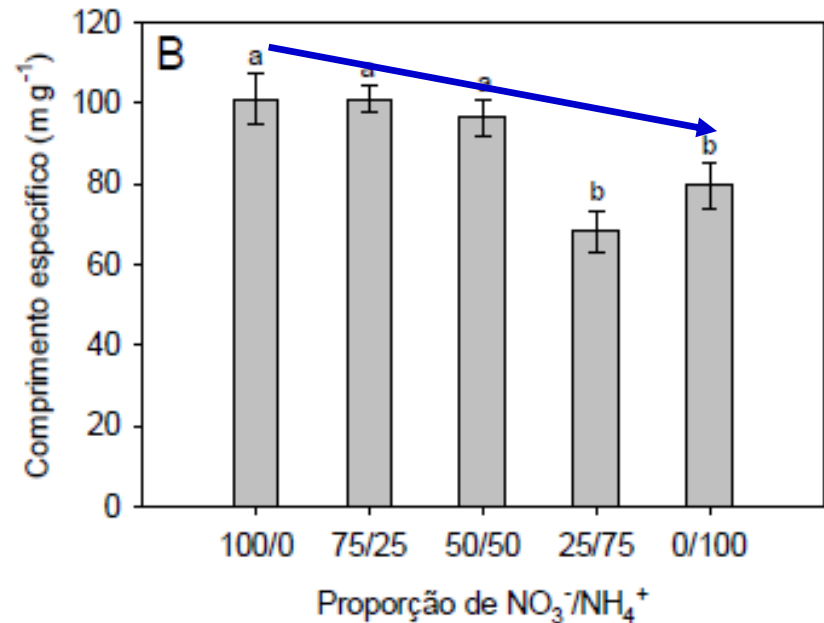 B
Comprimento específico (m g⁻¹)
120
100
80
60
40
20
0
a
a
a
b
b
100/0 75/25 50/50 25/75 0/100
Proporção de NO₃⁻/NH₄⁺